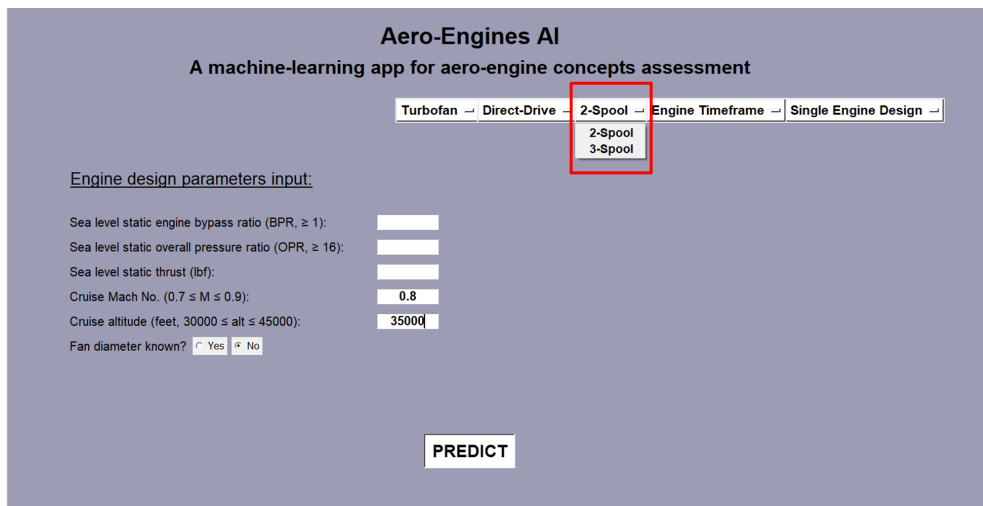 Aero-Engines AI
A machine-learning app for aero-engine concepts assessment
Turbofan Direct-Drive 2-Spool Engine Timeframe Single Engine Design
2-Spool
3-Spool
Engine design parameters input:
Sea level static engine bypass ratio (BPR, ≥ 1):
Sea level static overall pressure ratio (OPR, ≥ 16):
Sea level static thrust (lbf):
Cruise Mach No. (0.7 ≤ M ≤ 0.9): 0.8
Cruise altitude (feet, 30000 ≤ alt ≤ 45000): 35000
Fan diameter known? Yes No
PREDICT